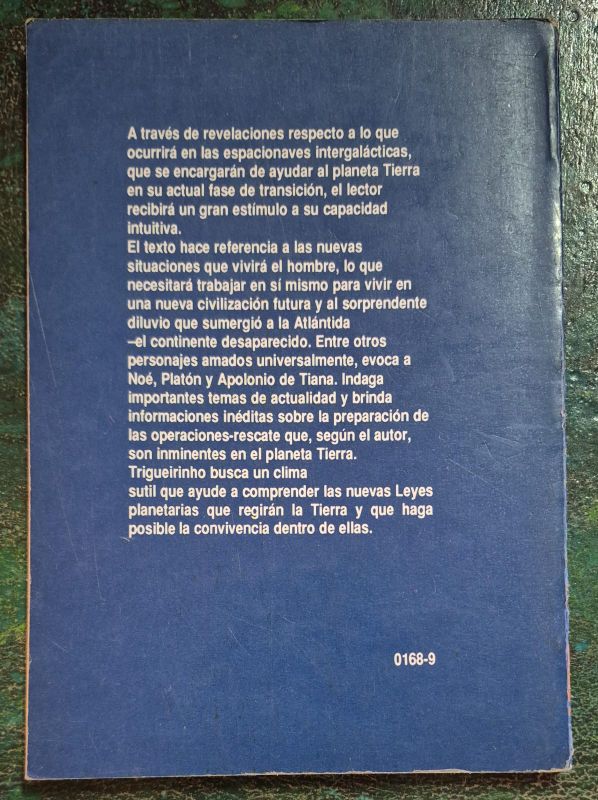 A través de revelaciones respecto a lo que
ocurrirá en las espacionaves intergalácticas,
que se encargarán de ayudar al planeta Tierra
en su actual fase de transición, el lector
recibirá un gran estímulo a su capacidad
intuitiva.
El texto hace referencia a las nuevas
situaciones que vivirá el hombre, lo que
necesitará trabajar en sí mismo para vivir en
una nueva civilización futura y al sorprendente
diluvio que sumergió a la Atlántida
–el continente desaparecido. Entre otros
personajes amados universalmente, evoca a
Noé, Platón y Apolonio de Tiana. Indaga
importantes temas de actualidad y brinda
informaciones inéditas sobre la preparación de
las operaciones-rescate que, según el autor,
son inminentes en el planeta Tierra.
Trigueirinho busca un clima
sutil que ayude a comprender las nuevas Leyes
planetarias que regirán la Tierra y que haga
posible la convivencia dentro de ellas.
0168-9